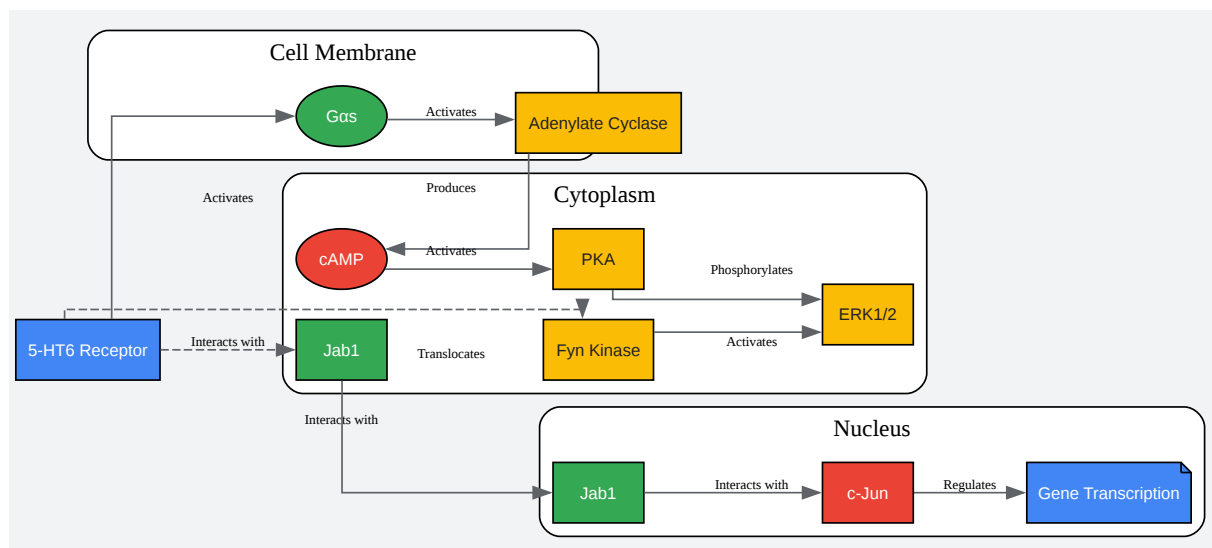 Cell Membrane
Gαs
Activates
Adenylate Cyclase
Activates
Produces
Cytoplasm
cAMP
Activates
PKA
Phosphorylates
ERK1/2
5-HT6 Receptor
Interacts with
Jab1
Translocates
Fyn Kinase
Activates
Interacts with
Nucleus
Jab1
Interacts with
c-Jun
Regulates
Gene Transcription